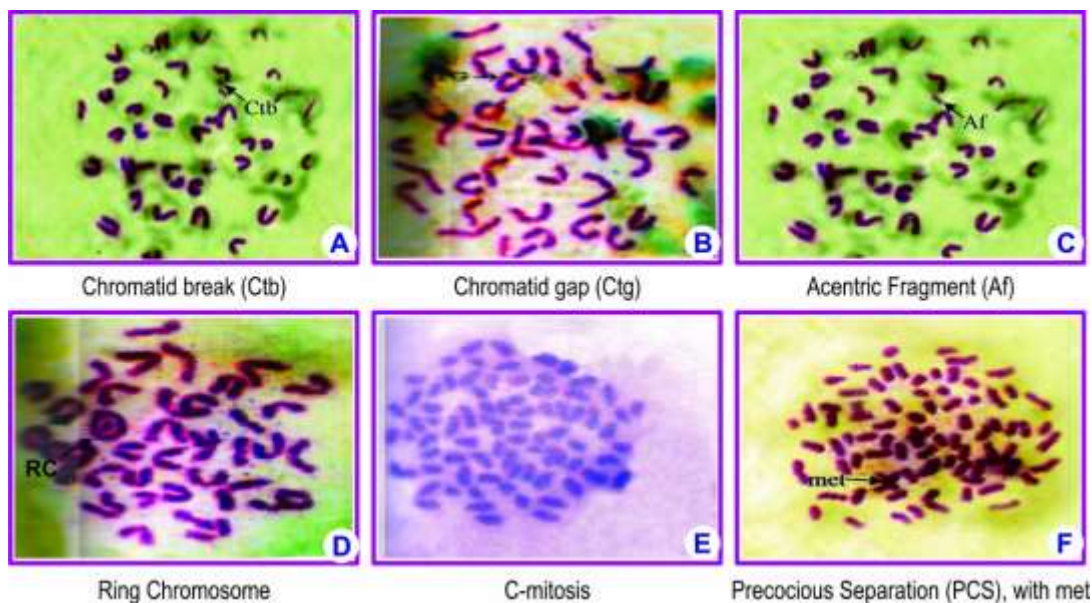 Ctb
A
B
Af
C
Chromatid break (Ctb)
Chromatid gap (Ctg)
Acentric Fragment (Af)
RC
D
E
met
F
Ring Chromosome
C-mitosis
Precocious Separation (PCS), with met